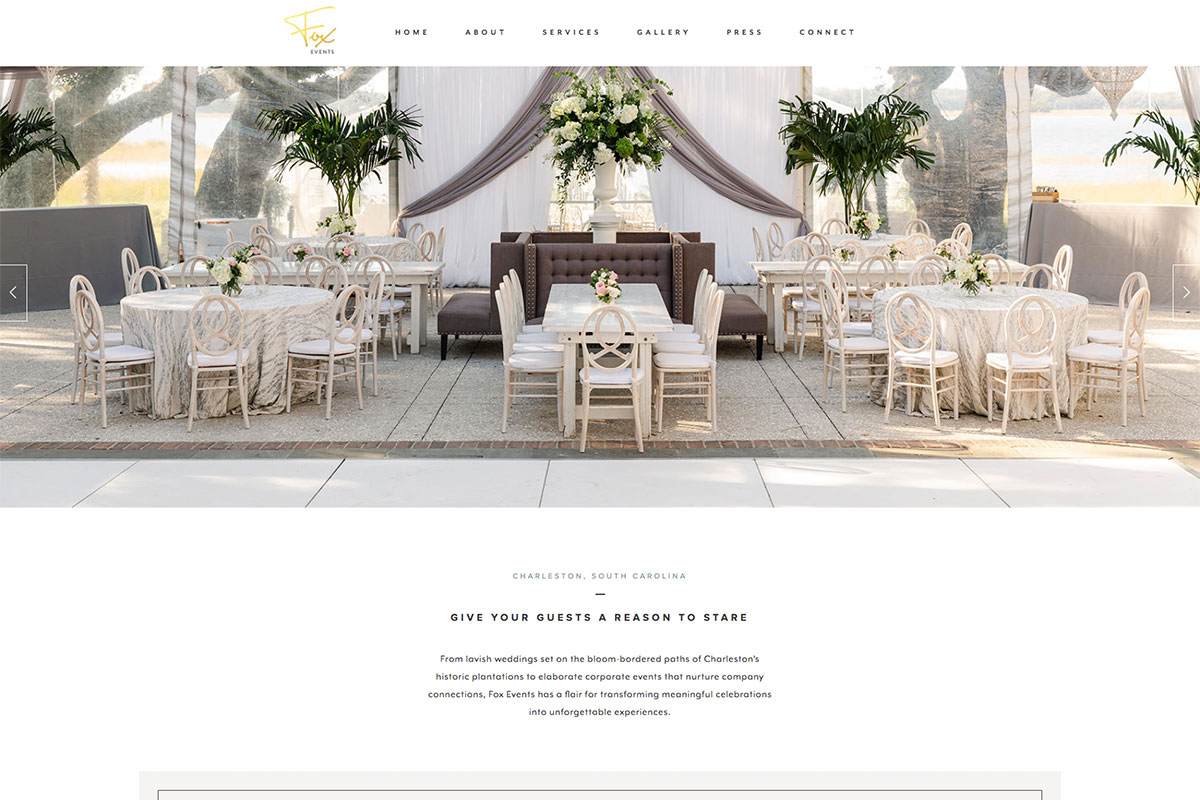 Fox
EVENTS
HOME ABOUT SERVICES GALLERY PRESS CONNECT
CHARLESTON, SOUTH CAROLINA
GIVE YOUR GUESTS A REASON TO STARE
From lavish weddings set on the bloom-bordered paths of Charleston's
historic plantations to elaborate corporate events that nurture company
connections, Fox Events has a flair for transforming meaningful celebrations
into unforgettable experiences.